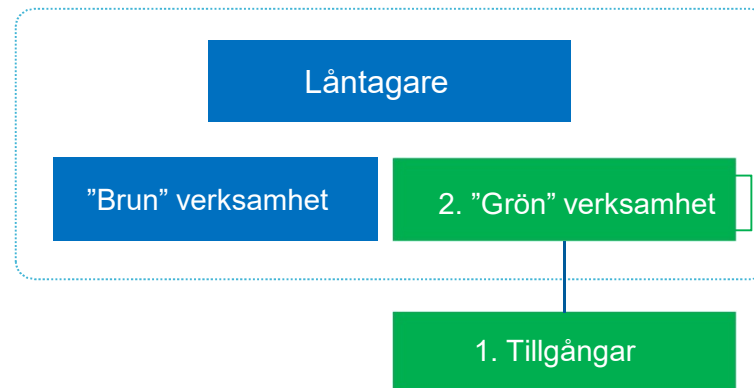 Låntagare
”Brun” verksamhet
2. ”Grön” verksamhet
1. Tillgångar